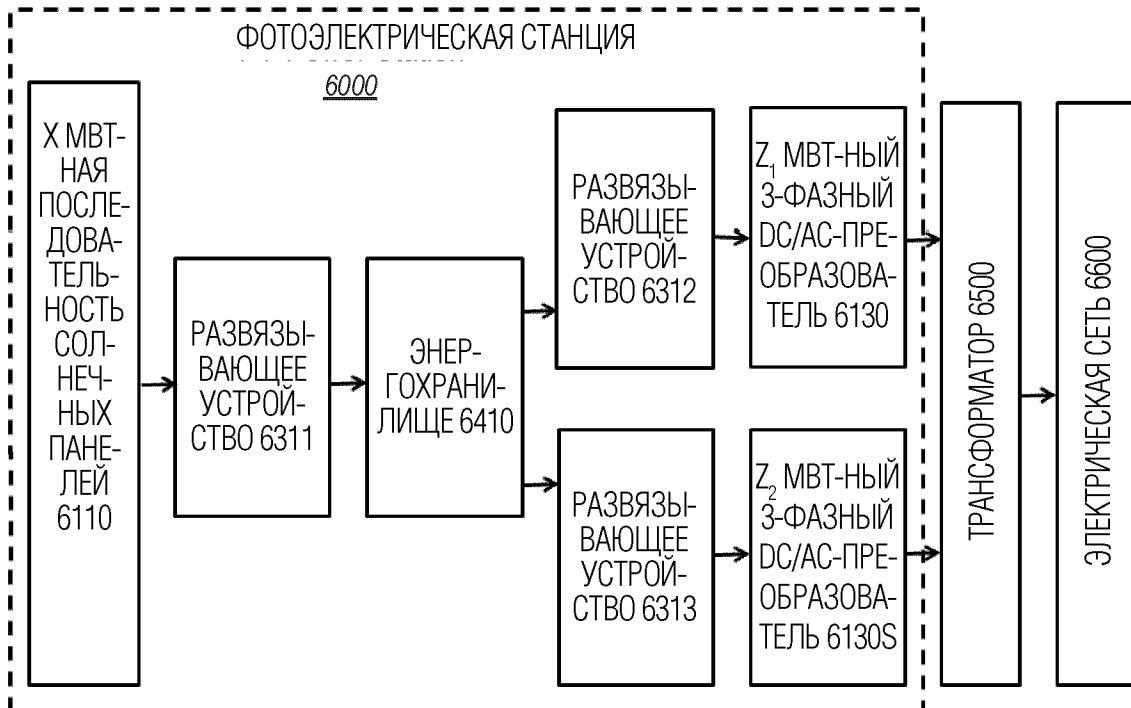 ФОТОЭЛЕКТРИЧЕСКАЯ СТАНЦИЯ
6000
X МВТ-
НАЯ
ПОСЛЕ-
ДОВА-
ТЕЛЬ-
НОСТЬ
СОЛ-
НЕЧ-
НЫХ
ПАНЕ-
ЛЕЙ
6110
РАЗВЯЗЫ-
ВАЮЩЕЕ
УСТРОЙ-
СТВО 6311
ЭНЕР-
ГОХРАНИ-
ЛИЩЕ 6410
РАЗВЯЗЫ-
ВАЮЩЕЕ
УСТРОЙ-
СТВО 6312
Z₁ МВТ-НЫЙ
3-ФАЗНЫЙ
DC/AC-ПРЕ-
ОБРАЗОВА-
ТЕЛЬ 6130
РАЗВЯЗЫ-
ВАЮЩЕЕ
УСТРОЙ-
СТВО 6313
Z₂ МВТ-НЫЙ
3-ФАЗНЫЙ
DC/AC-ПРЕ-
ОБРАЗОВА-
ТЕЛЬ 6130S
ТРАНСФОРМАТОР 6500
ЭЛЕКТРИЧЕСКАЯ СЕТЬ 6600